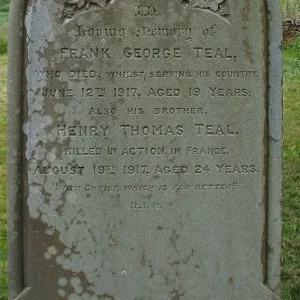 In
Loving Memory of
FRANK GEORGE TEAL,
WHO DIED, WHILST SERVING HIS COUNTRY,
JUNE 12TH 1917, AGED 19 YEARS:
ALSO HIS BROTHER,
HENRY THOMAS TEAL,
KILLED IN ACTION, IN FRANCE,
AUGUST 19TH 1917, AGED 24 YEARS.
"WITH CHRIST, WHICH IS FAR BETTER."
R.I.P.